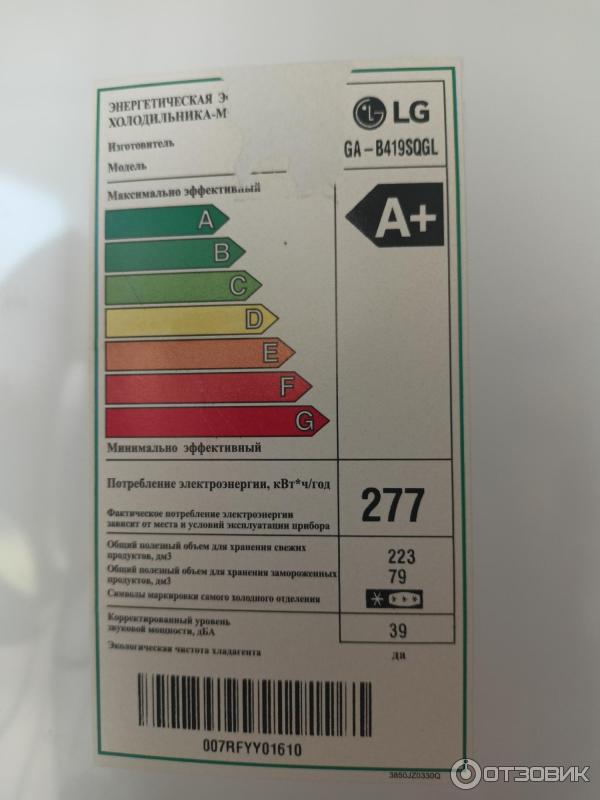 ЭНЕРГЕТИЧЕСКАЯ
ХОЛОДИЛЬНИКА-М
LG
Изготовитель
Модель
GA-B419SQGL
Максимально эффективный
A+
A
B
C
D
E
F
G
Минимально эффективный
Потребление электроэнергии, кВт*ч/год
277
Фактическое потребление электроэнергии
зависит от места и условий эксплуатации прибора
Общий полезный объем для хранения свежих
продуктов, дм3
223
Общий полезный объем для хранения замороженных
продуктов, дм3
79
Символы маркировки самого холодного отделения
Корректированный уровень
звуковой мощности, дБА
39
Экологическая чистота хладагента
да
007RFYY01610
3850JZ0330Q
ОТЗОВИК